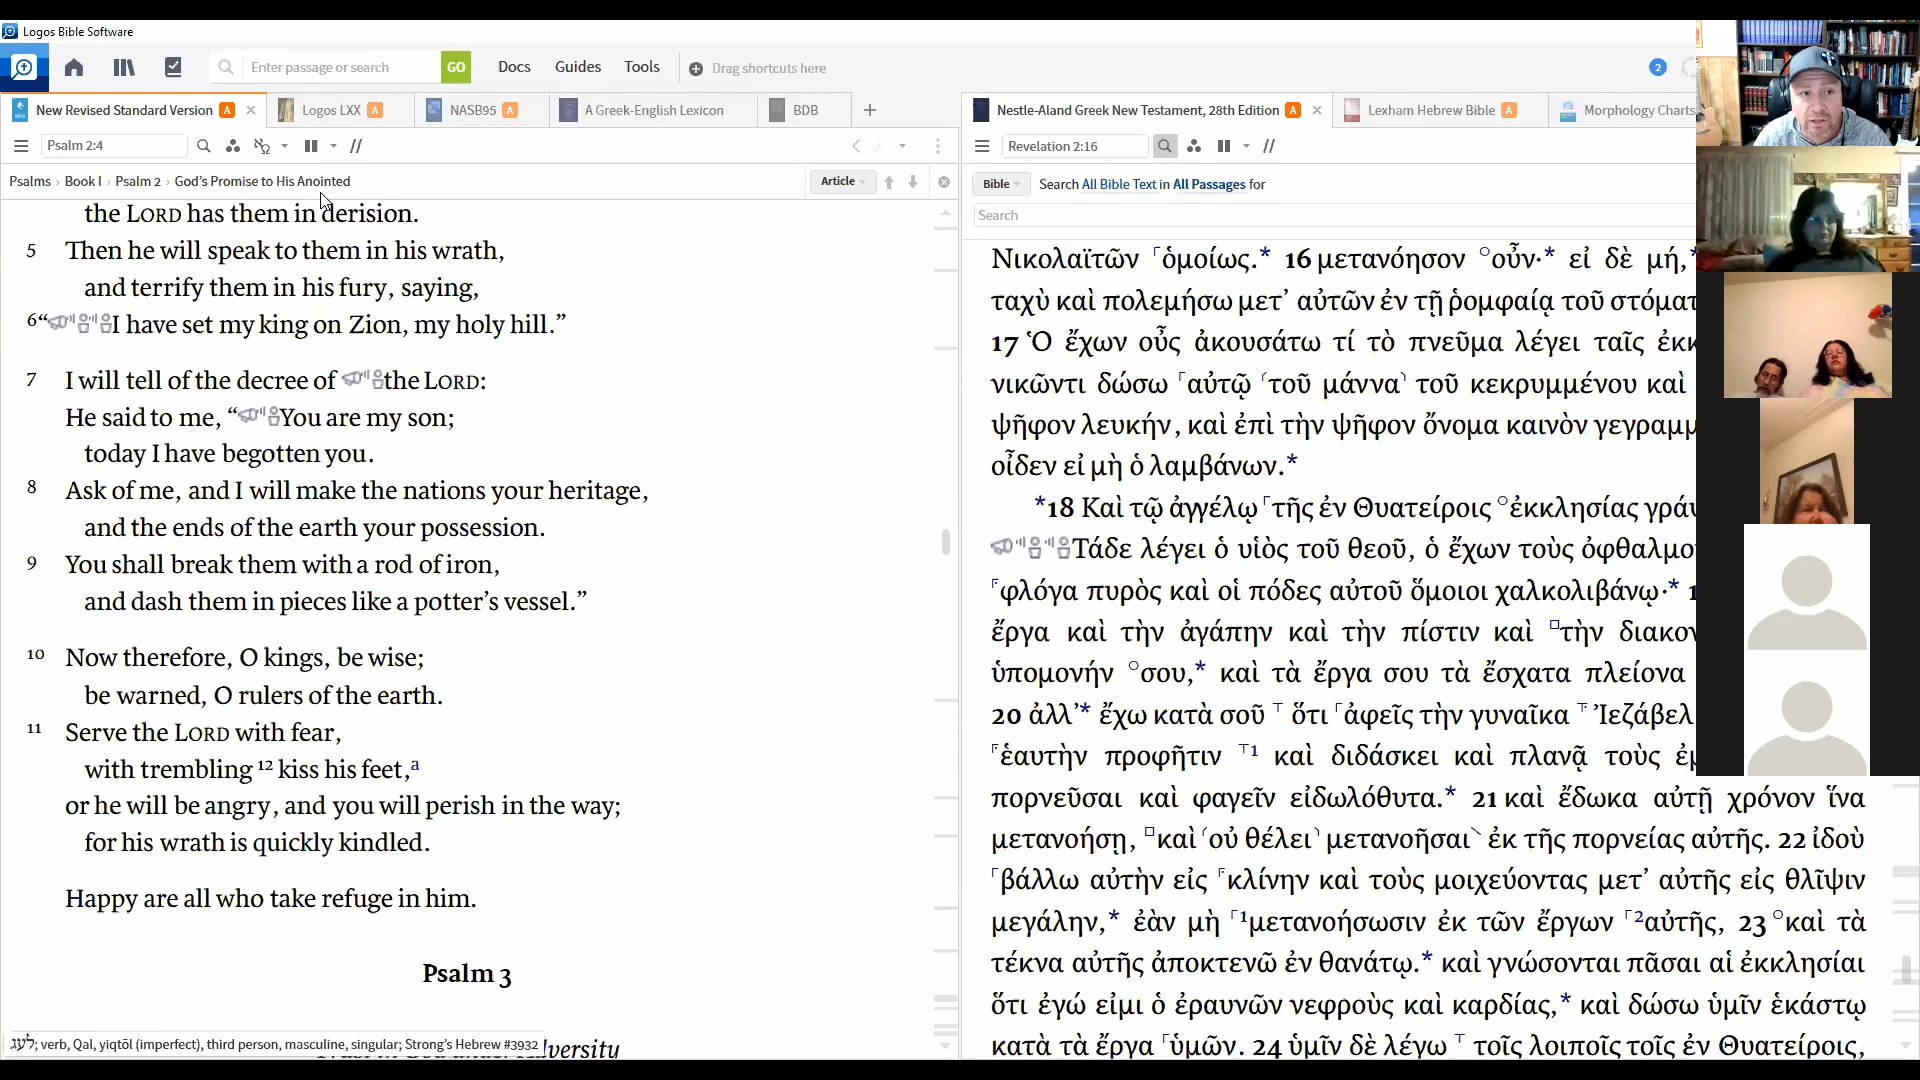 Logos Bible Software
Enter passage or search
GO
Docs
Guides
Tools
Drag shortcuts here
2
New Revised Standard Version A
Logos LXX A
NASB95 A
A Greek-English Lexicon
BDB
Psalm 2:4
Psalms › Book I › Psalm 2 › God’s Promise to His Anointed
Article
the LORD has them in derision.
5 Then he will speak to them in his wrath,
and terrify them in his fury, saying,
6 “I have set my king on Zion, my holy hill.”
7 I will tell of the decree of the LORD:
He said to me, “You are my son;
today I have begotten you.
8 Ask of me, and I will make the nations your heritage,
and the ends of the earth your possession.
9 You shall break them with a rod of iron,
and dash them in pieces like a potter’s vessel.”
10 Now therefore, O kings, be wise;
be warned, O rulers of the earth.
11 Serve the LORD with fear,
with trembling 12 kiss his feet,a
or he will be angry, and you will perish in the way;
for his wrath is quickly kindled.
Happy are all who take refuge in him.
Psalm 3
לעג; verb, Qal, yiqtōl (imperfect), third person, masculine, singular; Strong’s Hebrew #3932
Nestle-Aland Greek New Testament, 28th Edition A
Lexham Hebrew Bible A
Morphology Charts
Revelation 2:16
Bible
Search All Bible Text in All Passages for
Search
Νικολαϊτῶν ⸀ὁμοίως.* 16 μετανόησον ⸰οὖν·* εἰ δὲ μή,*
ταχὺ καὶ πολεμήσω μετ’ αὐτῶν ἐν τῇ ῥομφαίᾳ τοῦ στόματ
17 Ὁ ἔχων οὖς ἀκουσάτω τί τὸ πνεῦμα λέγει ταῖς ἐκκ
νικῶντι δώσω ⸀αὐτῷ ⸂τοῦ μάννα⸃ τοῦ κεκρυμμένου καὶ
ψῆφον λευκήν, καὶ ἐπὶ τὴν ψῆφον ὄνομα καινὸν γεγραμμ
οἶδεν εἰ μὴ ὁ λαμβάνων.*
*18 Καὶ τῷ ἀγγέλῳ ⸀τῆς ἐν Θυατείροις ⸰ἐκκλησίας γράψ
Τάδε λέγει ὁ υἱὸς τοῦ θεοῦ, ὁ ἔχων τοὺς ὀφθαλμο
⸀φλόγα πυρὸς καὶ οἱ πόδες αὐτοῦ ὅμοιοι χαλκολιβάνῳ·* 1
ἔργα καὶ τὴν ἀγάπην καὶ τὴν πίστιν καὶ ⸋τὴν διακον
ὑπομονήν ⸰σου,* καὶ τὰ ἔργα σου τὰ ἔσχατα πλείονα
20 ἀλλ’* ἔχω κατὰ σοῦ ⸆ ὅτι ⸀ἀφεῖς τὴν γυναῖκα ⸆ Ἰεζάβελ
⸀ἑαυτὴν προφῆτιν ⸆1 καὶ διδάσκει καὶ πλανᾷ τοὺς ἐμ
πορνεῦσαι καὶ φαγεῖν εἰδωλόθυτα.* 21 καὶ ἔδωκα αὐτῇ χρόνον ἵνα
μετανοήσῃ, ⸋καὶ ⸂οὐ θέλει⸃ μετανοῆσαι⸌ ἐκ τῆς πορνείας αὐτῆς. 22 ἰδοὺ
⸀βάλλω αὐτὴν εἰς ⸀κλίνην καὶ τοὺς μοιχεύοντας μετ’ αὐτῆς εἰς θλῖψιν
μεγάλην,* ἐὰν μὴ ⸀1μετανοήσωσιν ἐκ τῶν ἔργων ⸀2αὐτῆς, 23 ⸰καὶ τὰ
τέκνα αὐτῆς ἀποκτενῶ ἐν θανάτῳ.* καὶ γνώσονται πᾶσαι αἱ ἐκκλησίαι
ὅτι ἐγώ εἰμι ὁ ἐραυνῶν νεφροὺς καὶ καρδίας,* καὶ δώσω ὑμῖν ἑκάστῳ
κατὰ τὰ ἔργα ⸀ὑμῶν. 24 ὑμῖν δὲ λέγω ⸆ τοῖς λοιποῖς τοῖς ἐν Θυατείροις,